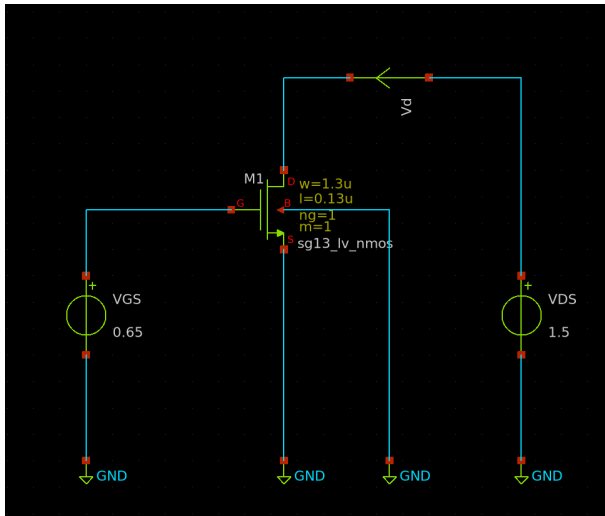 Vd
M1
D
w=1.3u
l=0.13u
G
B
ng=1
m=1
S
sg13_lv_nmos
+
VGS
0.65
+
VDS
1.5
GND
GND
GND
GND